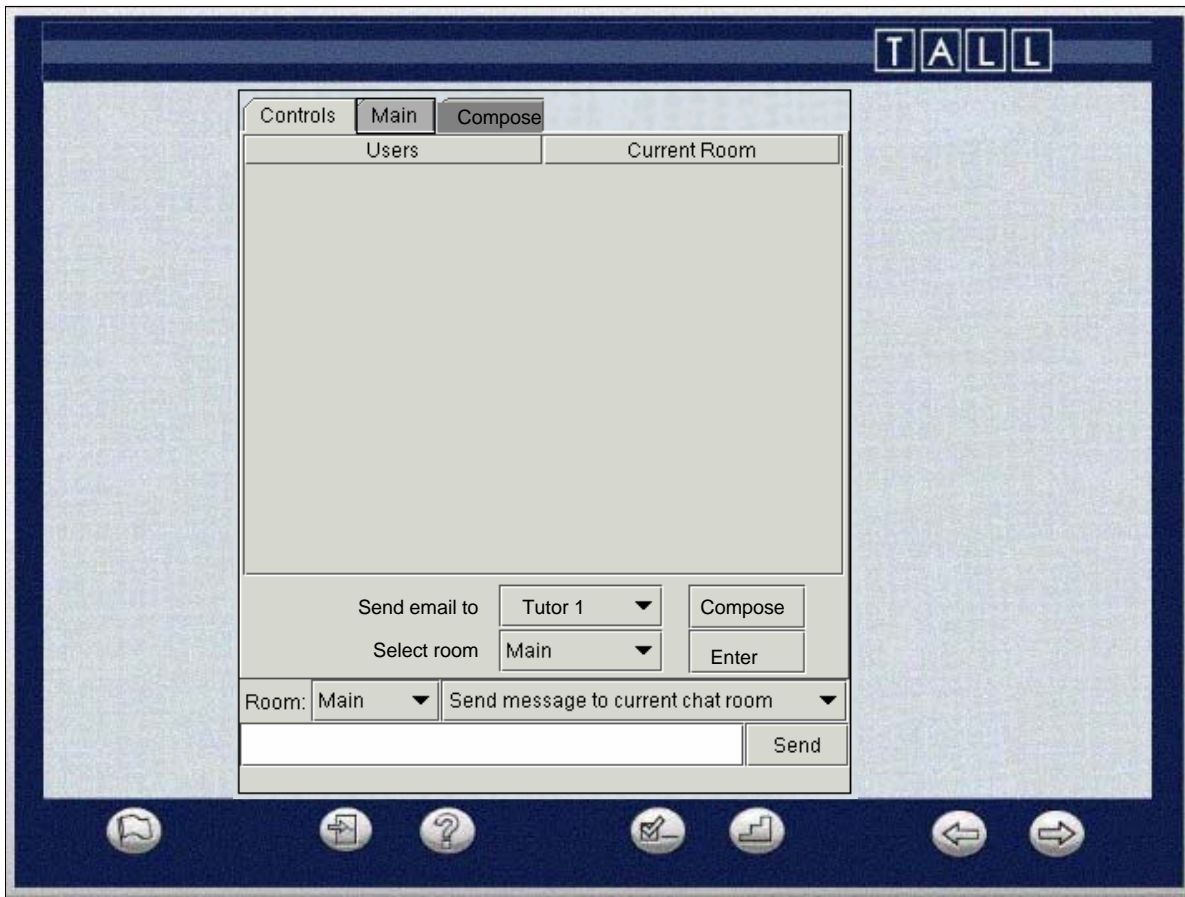 TALL
Controls Main Compose
Users Current Room
Send email to Tutor 1 Compose
Select room Main Enter
Room: Main Send message to current chat room
Send